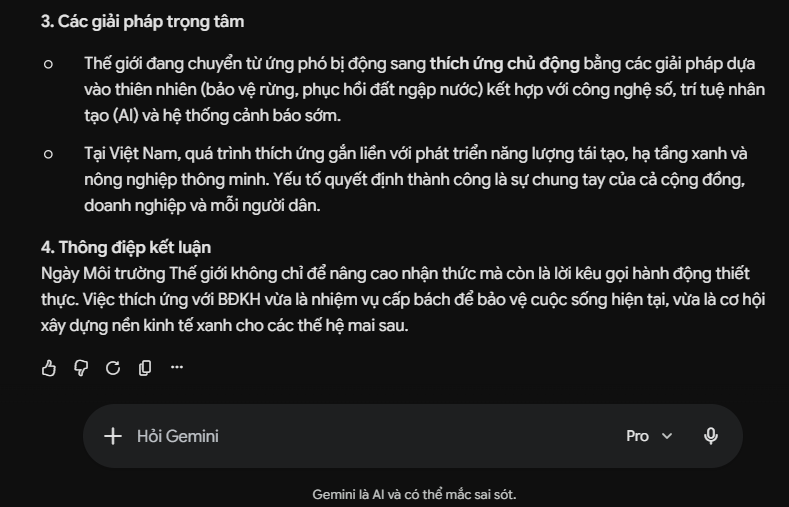 3. Các giải pháp trọng tâm
Thế giới đang chuyển từ ứng phó bị động sang thích ứng chủ động bằng các giải pháp dựa
vào thiên nhiên (bảo vệ rừng, phục hồi đất ngập nước) kết hợp với công nghệ số, trí tuệ nhân
tạo (AI) và hệ thống cảnh báo sớm.
Tại Việt Nam, quá trình thích ứng gắn liền với phát triển năng lượng tái tạo, hạ tầng xanh và
nông nghiệp thông minh. Yếu tố quyết định thành công là sự chung tay của cả cộng đồng,
doanh nghiệp và mỗi người dân.
4. Thông điệp kết luận
Ngày Môi trường Thế giới không chỉ để nâng cao nhận thức mà còn là lời kêu gọi hành động thiết
thực. Việc thích ứng với BĐKH vừa là nhiệm vụ cấp bách để bảo vệ cuộc sống hiện tại, vừa là cơ hội
xây dựng nền kinh tế xanh cho các thế hệ mai sau.
Hỏi Gemini
Pro
Gemini là AI và có thể mắc sai sót.